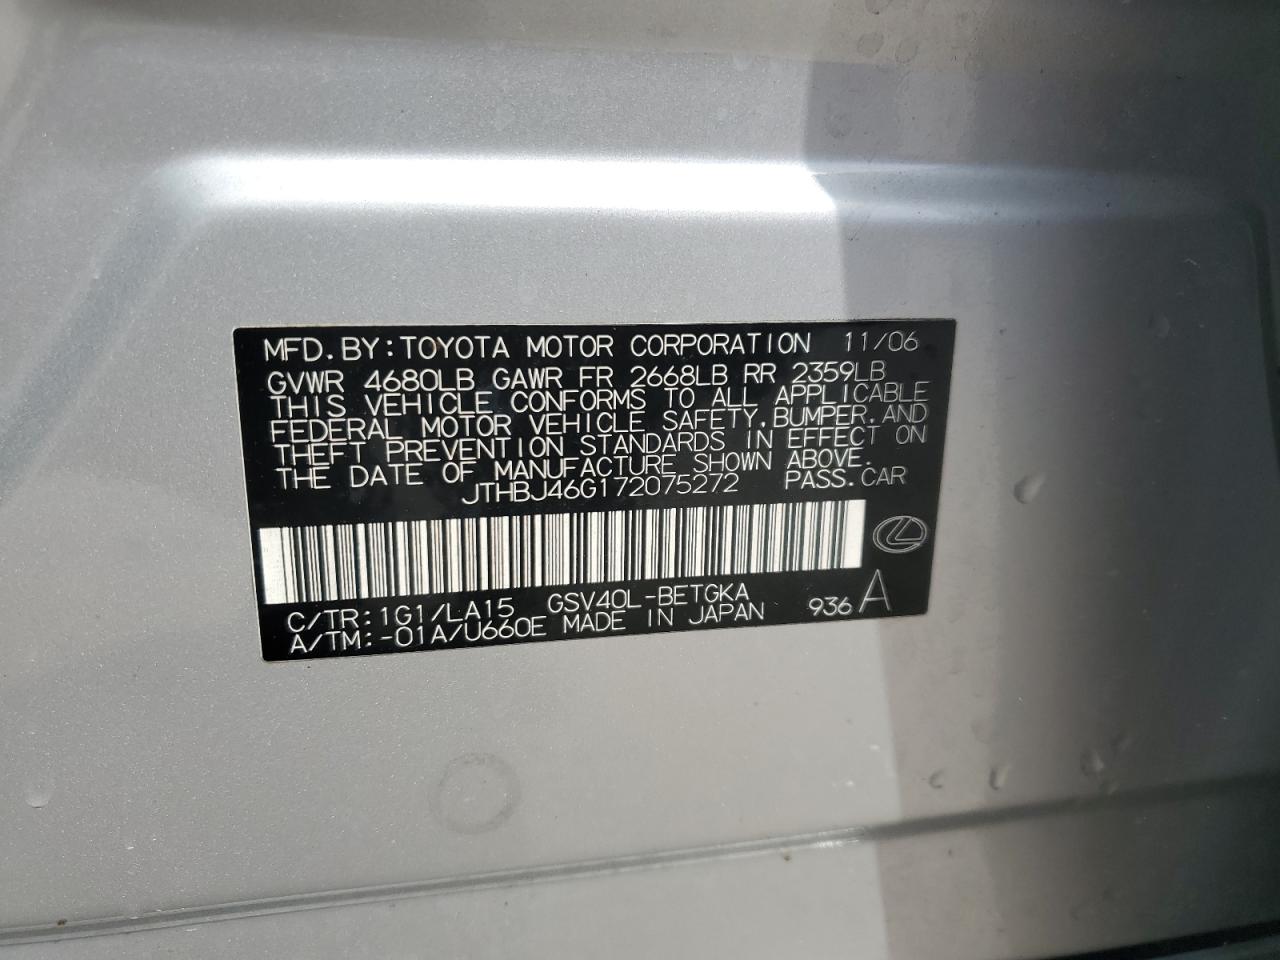 MFD.BY:TOYOTA MOTOR CORPORATION 11/06
GVWR 4680LB GAWR FR 2668LB RR 2359LB
THIS VEHICLE CONFORMS TO ALL APPLICABLE
FEDERAL MOTOR VEHICLE SAFETY,BUMPER,AND
THEFT PREVENTION STANDARDS IN EFFECT ON
THE DATE OF MANUFACTURE SHOWN ABOVE.
JTHBJ46G172075272 PASS.CAR
C/TR:1G1/LA15 GSV40L-BETGKA
A/TM:-01A/U660E MADE IN JAPAN 936 A